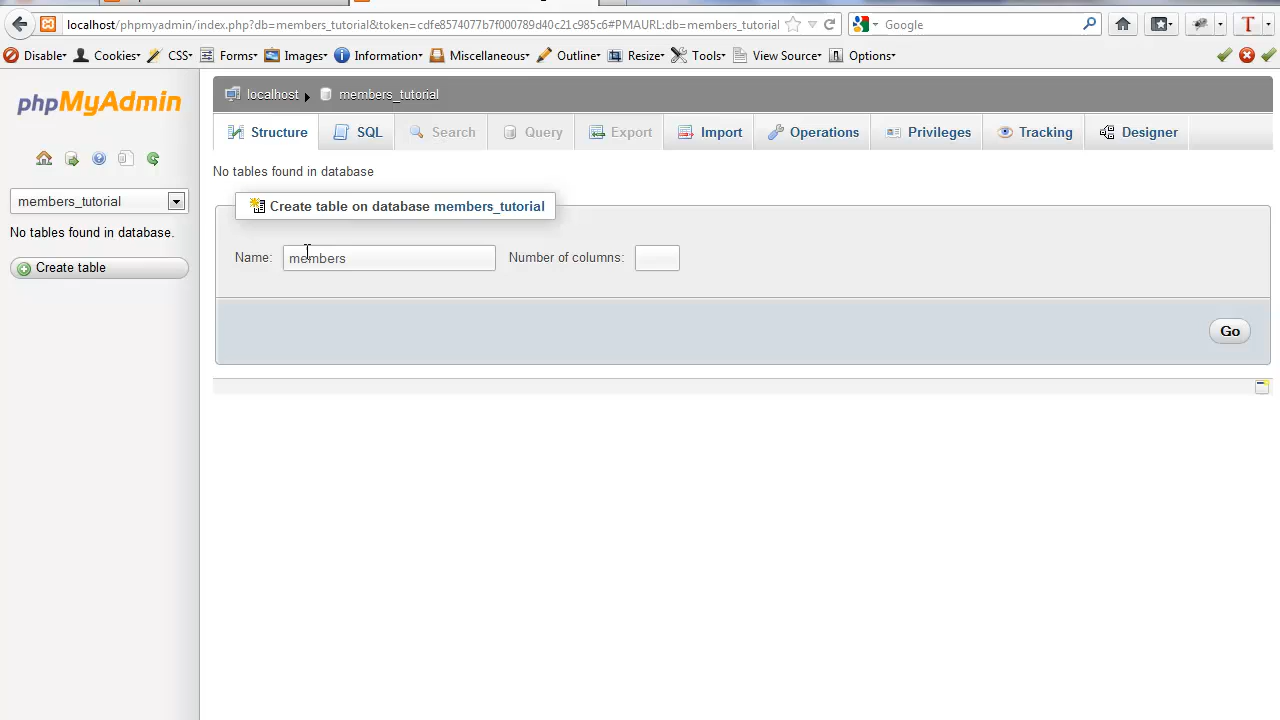 localhost/phpmyadmin/index.php?db=members_tutorial&token=cdfe8574077b7f000789d40c21c985c6#PMAURL:db=members_tutorial
Google
Disable
Cookies
CSS
Forms
Images
Information
Miscellaneous
Outline
Resize
Tools
View Source
Options
phpMyAdmin
localhost
members_tutorial
Structure
SQL
Search
Query
Export
Import
Operations
Privileges
Tracking
Designer
members_tutorial
No tables found in database.
Create table
No tables found in database
Create table on database members_tutorial
Name:
members
Number of columns:
Go